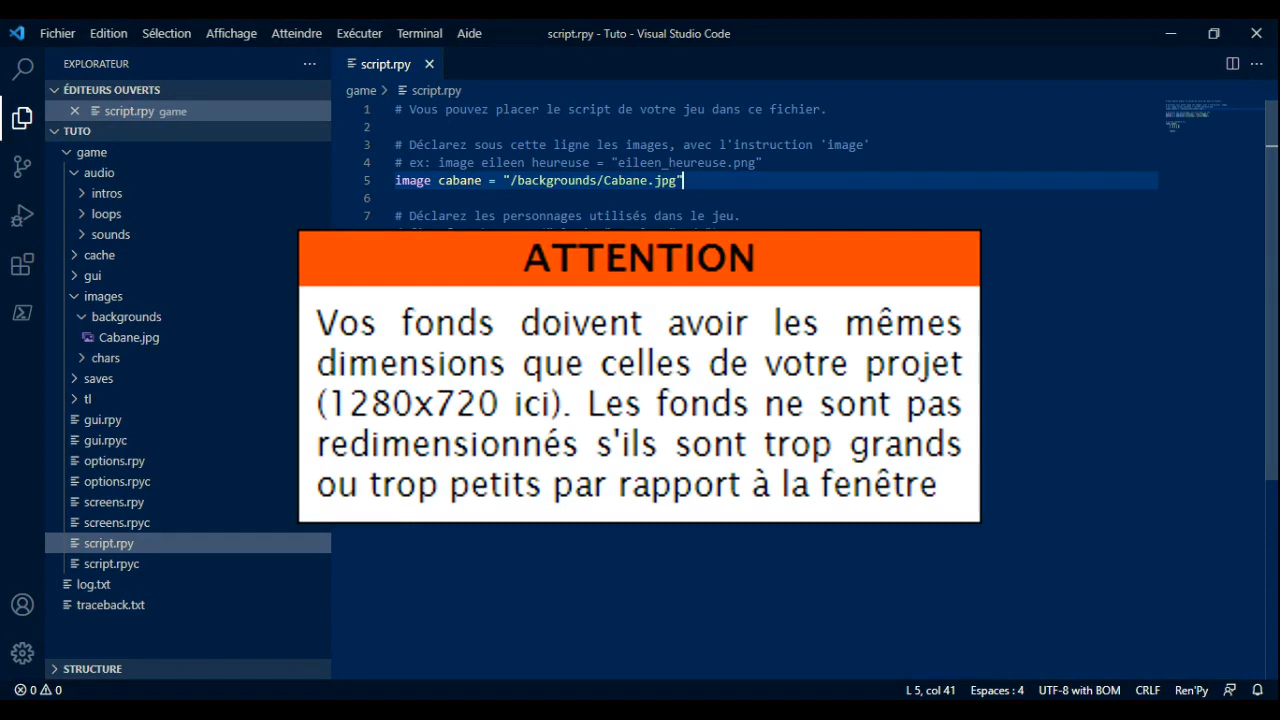 Fichier Edition Sélection Affichage Atteindre Exécuter Terminal Aide script.rpy - Tuto - Visual Studio Code
EXPLORATEUR
script.rpy
ÉDITEURS OUVERTS
script.rpy game
TUTO
game
audio
intros
loops
sounds
cache
gui
images
backgrounds
Cabane.jpg
chars
saves
tl
gui.rpy
gui.rpyc
options.rpy
options.rpyc
screens.rpy
screens.rpyc
script.rpy
script.rpyc
log.txt
traceback.txt
STRUCTURE
game > script.rpy
1 # Vous pouvez placer le script de votre jeu dans ce fichier.
2
3 # Déclarez sous cette ligne les images, avec l'instruction 'image'
4 # ex: image eileen heureuse = "eileen_heureuse.png"
5 image cabane = "/backgrounds/Cabane.jpg"
6
7 # Déclarez les personnages utilisés dans le jeu.
ATTENTION
Vos fonds doivent avoir les mêmes
dimensions que celles de votre projet
(1280x720 ici). Les fonds ne sont pas
redimensionnés s'ils sont trop grands
ou trop petits par rapport à la fenêtre
0 0 L 5, col 41 Espaces : 4 UTF-8 with BOM CRLF Ren'Py